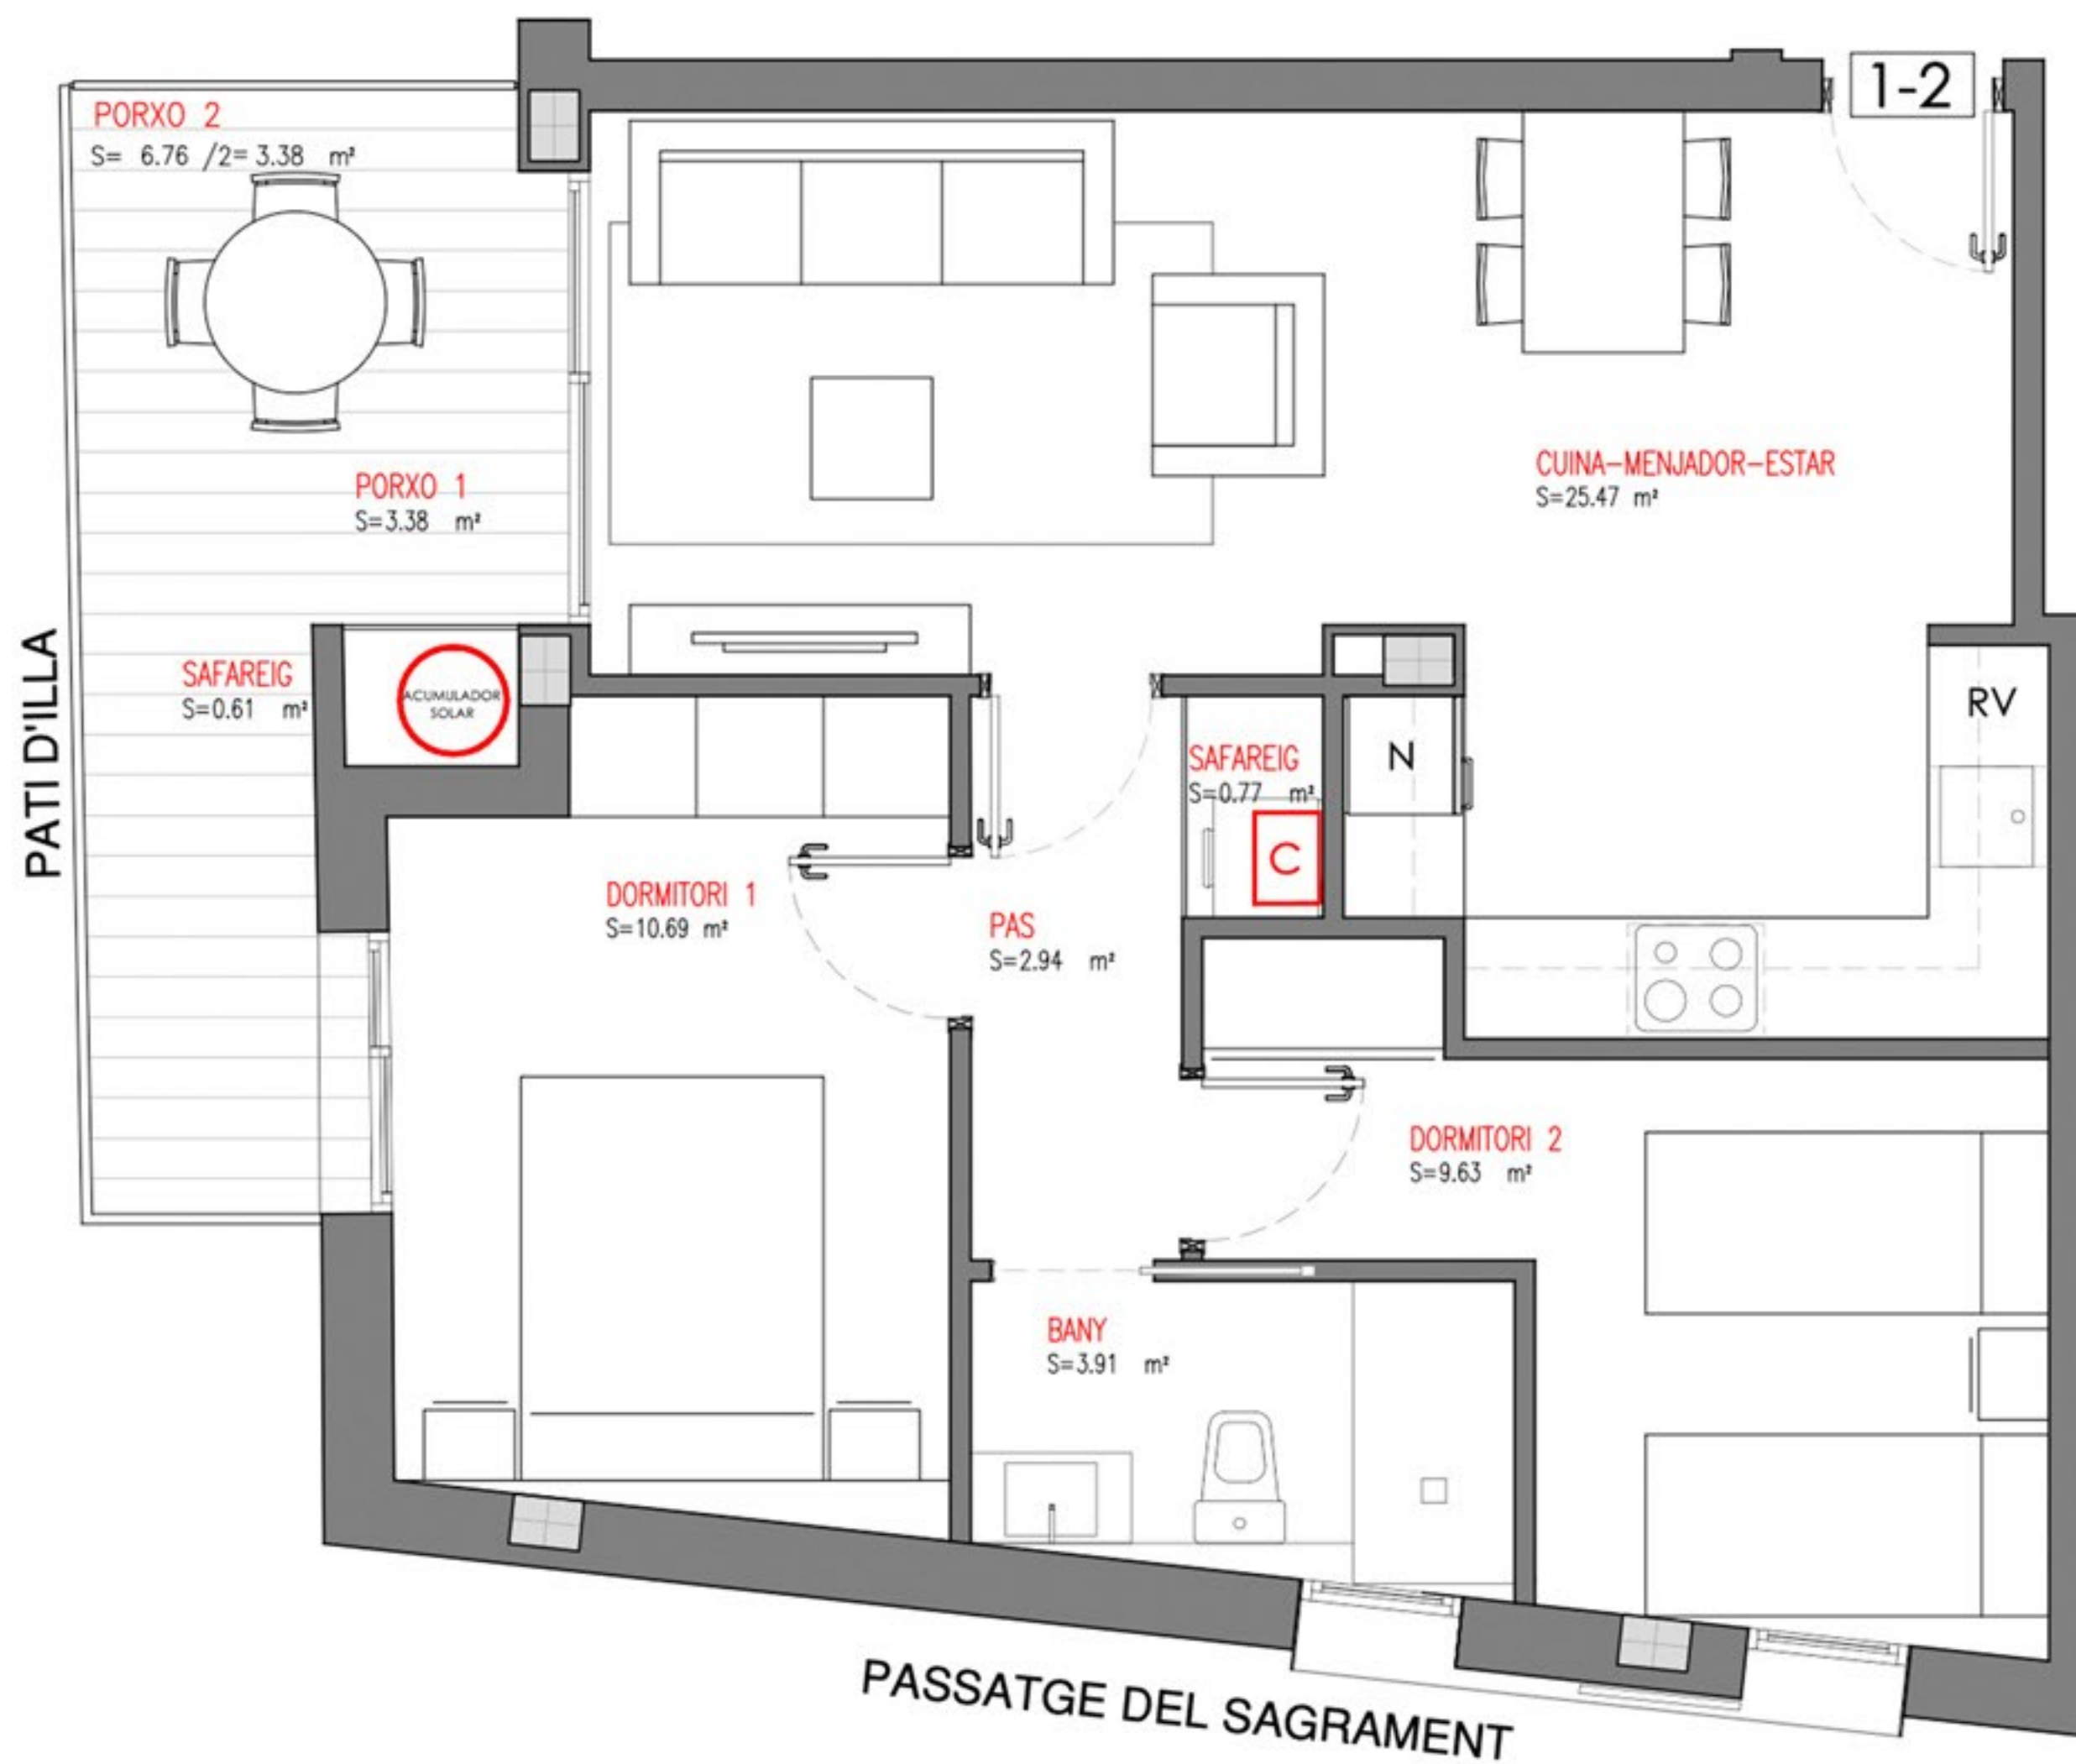 1-2
PORXO 2
S= 6.76 /2= 3.38 m²
CUINA-MENJADOR-ESTAR
S=25.47 m²
PORXO 1
S=3.38 m²
PATI D'ILLA
SAFAREIG
S=0.61 m²
ACUMULADOR
SOLAR
RV
N
SAFAREIG
S=0.77 m²
C
DORMITORI 1
S=10.69 m²
PAS
S=2.94 m²
DORMITORI 2
S=9.63 m²
BANY
S=3.91 m²
PASSATGE DEL SAGRAMENT